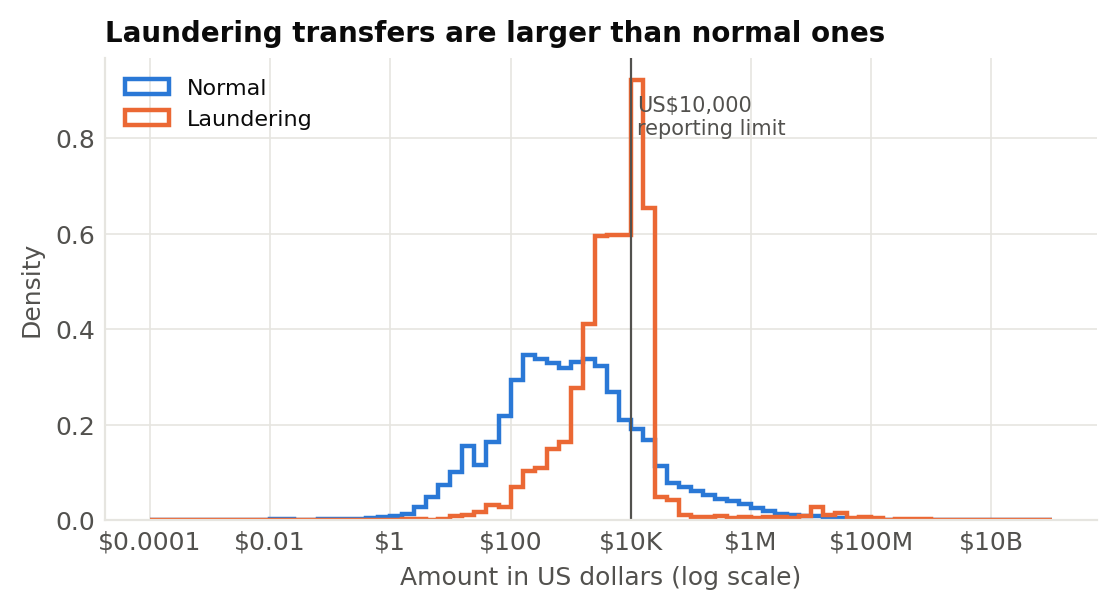 Laundering transfers are larger than normal ones
Normal
Laundering
US$10,000
reporting limit
0.8
0.6
0.4
0.2
0.0
Density
$0.0001 $0.01 $1 $100 $10K $1M $100M $10B
Amount in US dollars (log scale)